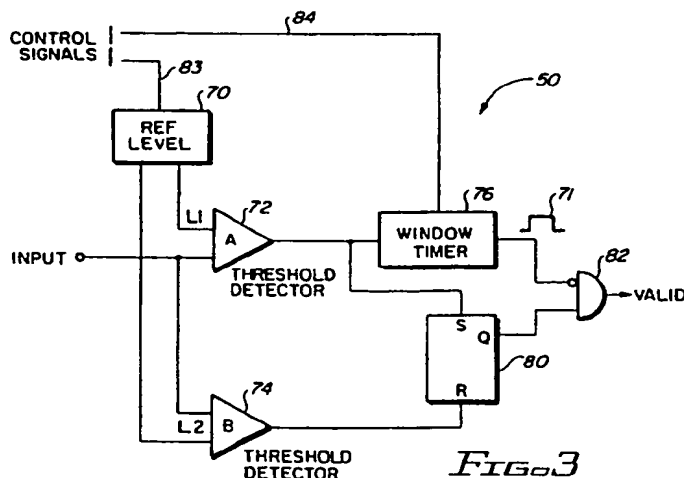 84
CONTROL
SIGNALS
83
70
50
REF
LEVEL
72
76
71
L1
A
WINDOW
TIMER
82
INPUT
THRESHOLD
DETECTOR
VALID
S
Q
80
74
R
L2
B
THRESHOLD
DETECTOR
FIG. 3